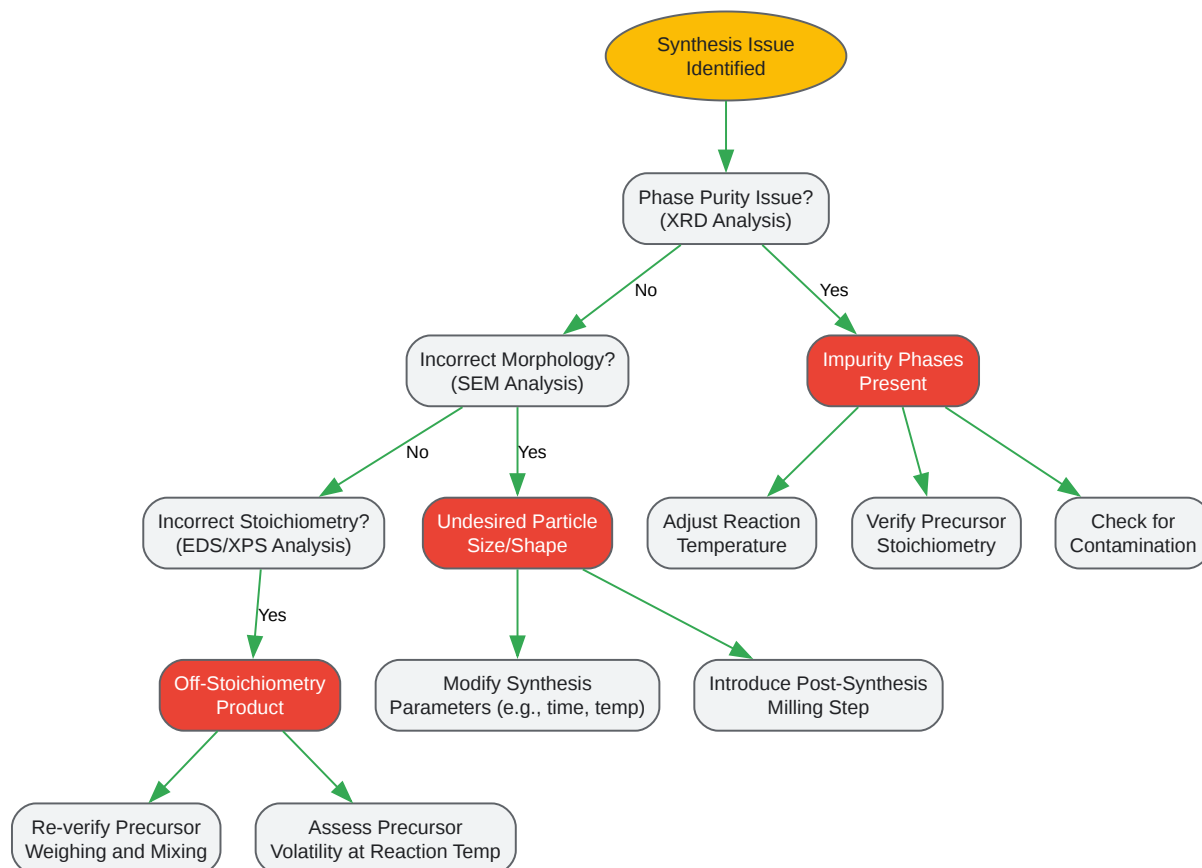 Synthesis Issue
Identified
Phase Purity Issue?
(XRD Analysis)
No
Yes
Incorrect Morphology?
(SEM Analysis)
Impurity Phases
Present
No
Yes
Incorrect Stoichiometry?
(EDS/XPS Analysis)
Undesired Particle
Size/Shape
Adjust Reaction
Temperature
Verify Precursor
Stoichiometry
Check for
Contamination
Yes
Off-Stoichiometry
Product
Modify Synthesis
Parameters (e.g., time, temp)
Introduce Post-Synthesis
Milling Step
Re-verify Precursor
Weighing and Mixing
Assess Precursor
Volatility at Reaction Temp